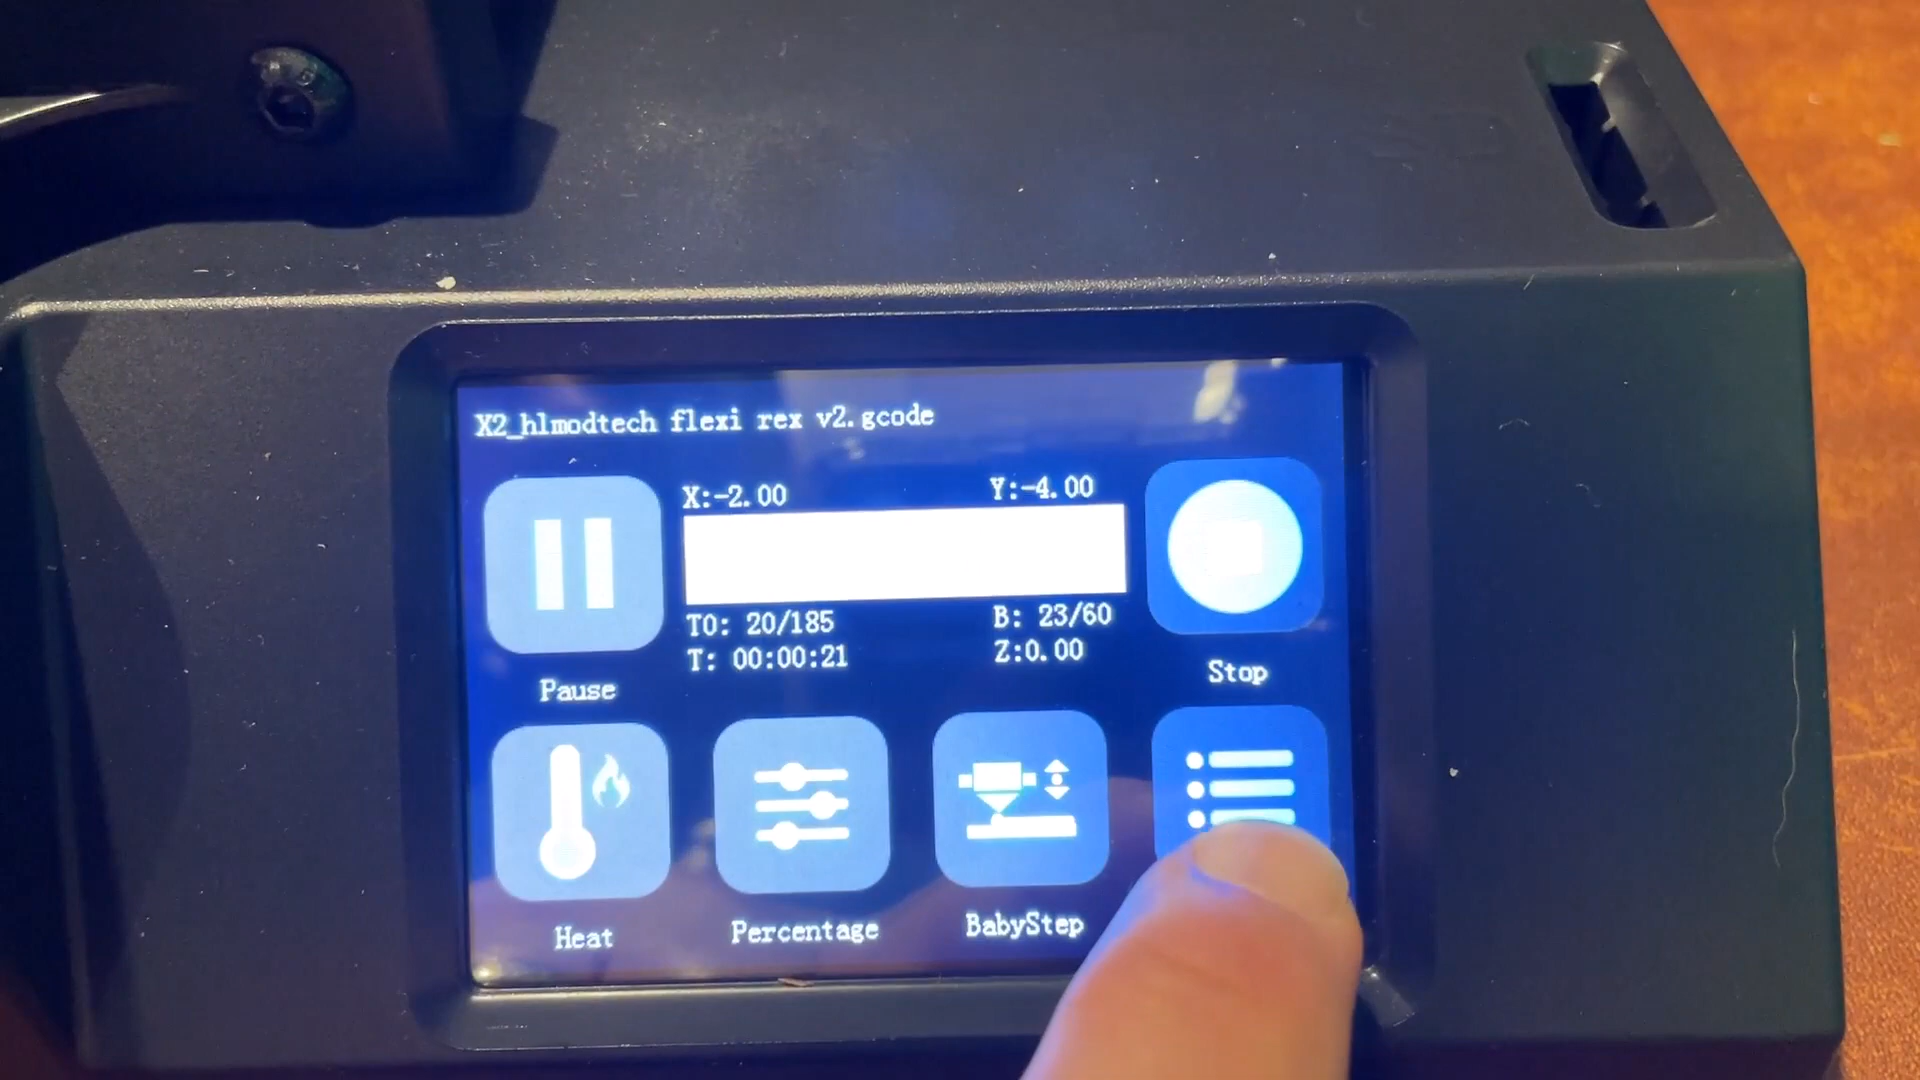 X2_hlmodtech flexi rex v2.gcode
X:-2.00 Y:-4.00
T0: 20/185 B: 23/60
T: 00:00:21 Z:0.00
Pause Stop
Heat Percentage BabyStep